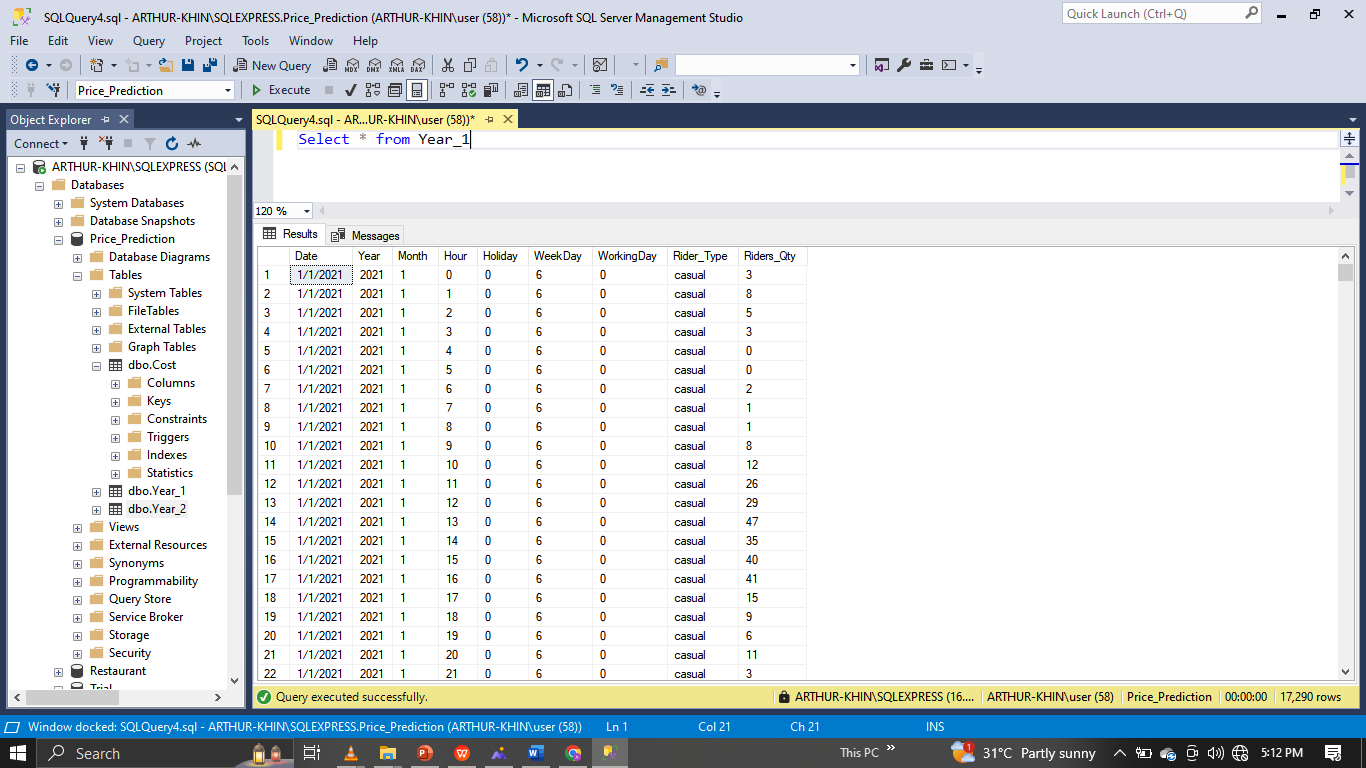 SQLQuery4.sql - ARTHUR-KHIN\SQLEXPRESS.Price_Prediction (ARTHUR-KHIN\user (58))* - Microsoft SQL Server Management Studio
Quick Launch (Ctrl+Q)
File Edit View Query Project Tools Window Help
New Query MDX DMX XMLA DAX
Price_Prediction Execute
Object Explorer
SQLQuery4.sql - AR...UR-KHIN\user (58))*
Connect
Select * from Year_1
ARTHUR-KHIN\SQLEXPRESS (SQL
Databases
System Databases
Database Snapshots
Price_Prediction
Database Diagrams
Tables
System Tables
FileTables
External Tables
Graph Tables
dbo.Cost
Columns
Keys
Constraints
Triggers
Indexes
Statistics
dbo.Year_1
dbo.Year_2
Views
External Resources
Synonyms
Programmability
Query Store
Service Broker
Storage
Security
Restaurant
Trial
120 %
Results Messages
Date Year Month Hour Holiday WeekDay WorkingDay Rider_Type Riders_Qty
1 1/1/2021 2021 1 0 0 6 0 casual 3
2 1/1/2021 2021 1 1 0 6 0 casual 8
3 1/1/2021 2021 1 2 0 6 0 casual 5
4 1/1/2021 2021 1 3 0 6 0 casual 3
5 1/1/2021 2021 1 4 0 6 0 casual 0
6 1/1/2021 2021 1 5 0 6 0 casual 0
7 1/1/2021 2021 1 6 0 6 0 casual 2
8 1/1/2021 2021 1 7 0 6 0 casual 1
9 1/1/2021 2021 1 8 0 6 0 casual 1
10 1/1/2021 2021 1 9 0 6 0 casual 8
11 1/1/2021 2021 1 10 0 6 0 casual 12
12 1/1/2021 2021 1 11 0 6 0 casual 26
13 1/1/2021 2021 1 12 0 6 0 casual 29
14 1/1/2021 2021 1 13 0 6 0 casual 47
15 1/1/2021 2021 1 14 0 6 0 casual 35
16 1/1/2021 2021 1 15 0 6 0 casual 40
17 1/1/2021 2021 1 16 0 6 0 casual 41
18 1/1/2021 2021 1 17 0 6 0 casual 15
19 1/1/2021 2021 1 18 0 6 0 casual 9
20 1/1/2021 2021 1 19 0 6 0 casual 6
21 1/1/2021 2021 1 20 0 6 0 casual 11
22 1/1/2021 2021 1 21 0 6 0 casual 3
Query executed successfully. ARTHUR-KHIN\SQLEXPRESS (16.... ARTHUR-KHIN\user (58) Price_Prediction 00:00:00 17,290 rows
Window docked: SQLQuery4.sql - ARTHUR-KHIN\SQLEXPRESS.Price_Prediction (ARTHUR-KHIN\user (58)) Ln 1 Col 21 Ch 21 INS
Search This PC » 1 31°C Partly sunny 5:12 PM